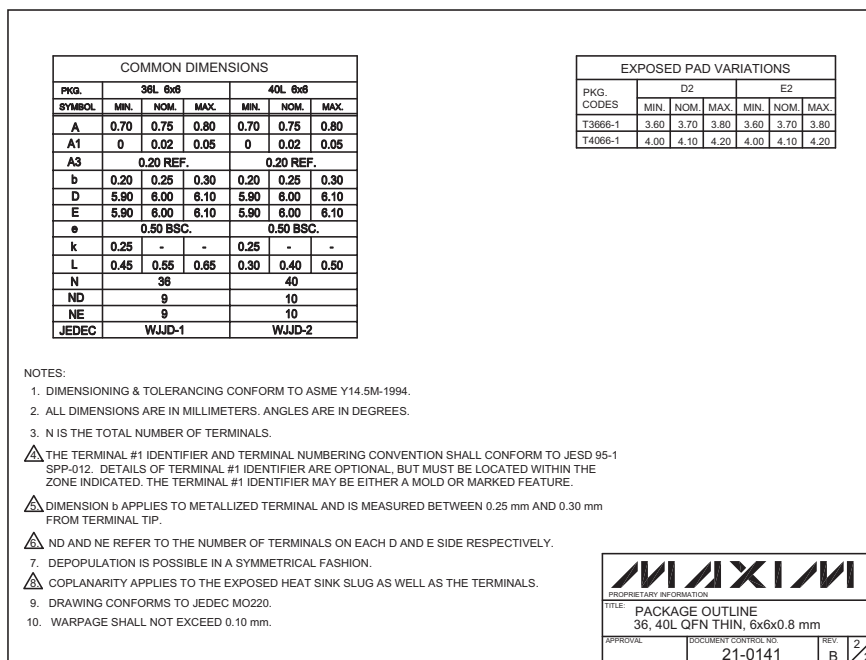 COMMON DIMENSIONS
PKG. 36L 6x6 40L 6x6
SYMBOL MIN. NOM. MAX. MIN. NOM. MAX.
A 0.70 0.75 0.80 0.70 0.75 0.80
A1 0 0.02 0.05 0 0.02 0.05
A3 0.20 REF. 0.20 REF.
b 0.20 0.25 0.30 0.20 0.25 0.30
D 5.90 6.00 6.10 5.90 6.00 6.10
E 5.90 6.00 6.10 5.90 6.00 6.10
e 0.50 BSC. 0.50 BSC.
k 0.25 - - 0.25 - -
L 0.45 0.55 0.65 0.30 0.40 0.50
N 36 40
ND 9 10
NE 9 10
JEDEC WJJD-1 WJJD-2
EXPOSED PAD VARIATIONS
PKG. CODES D2 E2
MIN. NOM. MAX. MIN. NOM. MAX.
T3666-1 3.60 3.70 3.80 3.60 3.70 3.80
T4066-1 4.00 4.10 4.20 4.00 4.10 4.20
NOTES:
1. DIMENSIONING & TOLERANCING CONFORM TO ASME Y14.5M-1994.
2. ALL DIMENSIONS ARE IN MILLIMETERS. ANGLES ARE IN DEGREES.
3. N IS THE TOTAL NUMBER OF TERMINALS.
4. THE TERMINAL #1 IDENTIFIER AND TERMINAL NUMBERING CONVENTION SHALL CONFORM TO JESD 95-1
SPP-012. DETAILS OF TERMINAL #1 IDENTIFIER ARE OPTIONAL, BUT MUST BE LOCATED WITHIN THE
ZONE INDICATED. THE TERMINAL #1 IDENTIFIER MAY BE EITHER A MOLD OR MARKED FEATURE.
5. DIMENSION b APPLIES TO METALLIZED TERMINAL AND IS MEASURED BETWEEN 0.25 mm AND 0.30 mm
FROM TERMINAL TIP.
6. ND AND NE REFER TO THE NUMBER OF TERMINALS ON EACH D AND E SIDE RESPECTIVELY.
7. DEPOPULATION IS POSSIBLE IN A SYMMETRICAL FASHION.
8. COPLANARITY APPLIES TO THE EXPOSED HEAT SINK SLUG AS WELL AS THE TERMINALS.
9. DRAWING CONFORMS TO JEDEC MO220.
10. WARPAGE SHALL NOT EXCEED 0.10 mm.
MAXIM
PROPRIETARY INFORMATION
TITLE: PACKAGE OUTLINE
36, 40L QFN THIN, 6x6x0.8 mm
APPROVAL DOCUMENT CONTROL NO. REV.
21-0141 B 2/